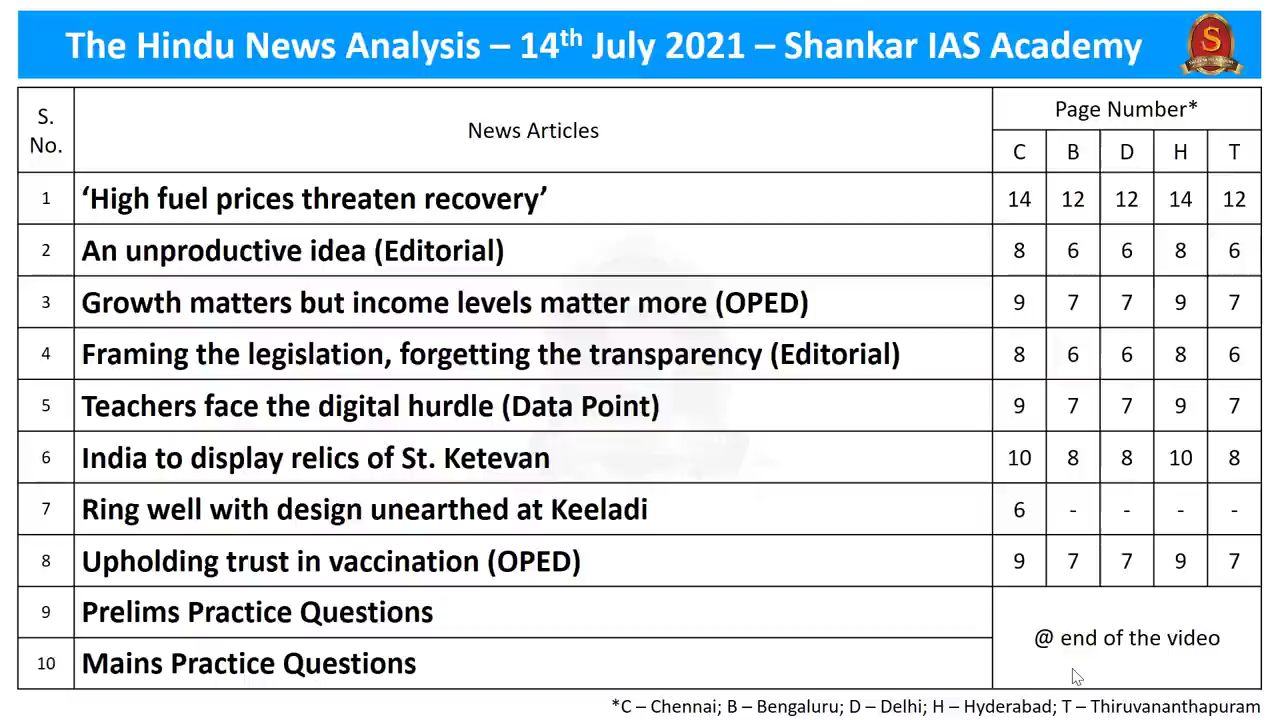 The Hindu News Analysis – 14th July 2021 – Shankar IAS Academy
S. No. News Articles Page Number*
C B D H T
1 ‘High fuel prices threaten recovery’ 14 12 12 14 12
2 An unproductive idea (Editorial) 8 6 6 8 6
3 Growth matters but income levels matter more (OPED) 9 7 7 9 7
4 Framing the legislation, forgetting the transparency (Editorial) 8 6 6 8 6
5 Teachers face the digital hurdle (Data Point) 9 7 7 9 7
6 India to display relics of St. Ketevan 10 8 8 10 8
7 Ring well with design unearthed at Keeladi 6 - - - -
8 Upholding trust in vaccination (OPED) 9 7 7 9 7
9 Prelims Practice Questions
@ end of the video
10 Mains Practice Questions
*C – Chennai; B – Bengaluru; D – Delhi; H – Hyderabad; T – Thiruvananthapuram